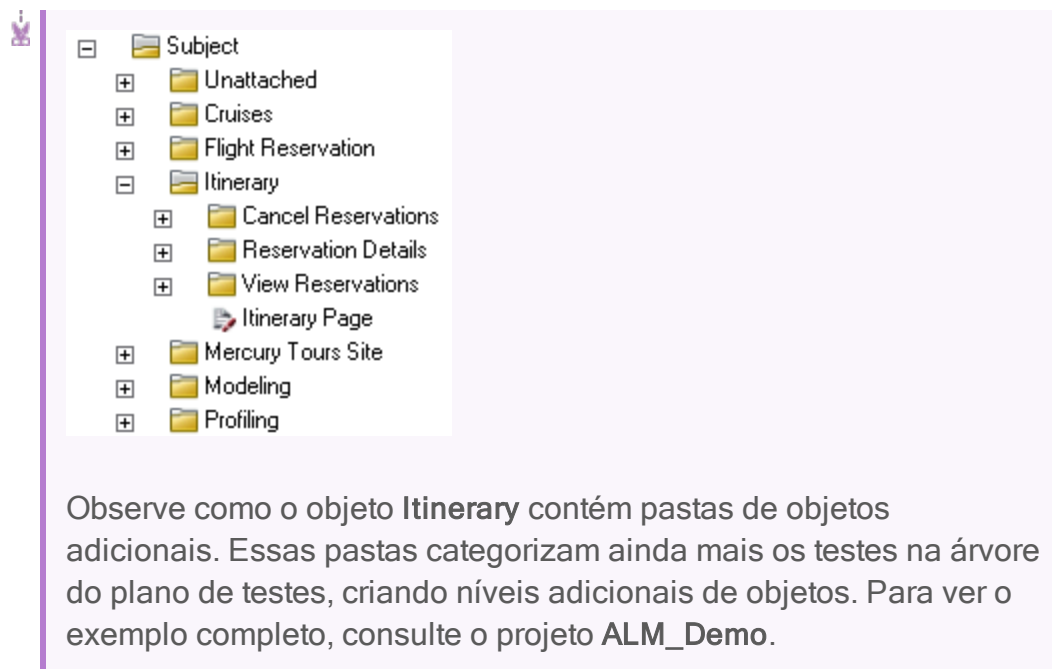 Subject
Unattached
Cruises
Flight Reservation
Itinerary
Cancel Reservations
Reservation Details
View Reservations
Itinerary Page
Mercury Tours Site
Modeling
Profiling
Observe como o objeto Itinerary contém pastas de objetos
adicionais. Essas pastas categorizam ainda mais os testes na árvore
do plano de testes, criando níveis adicionais de objetos. Para ver o
exemplo completo, consulte o projeto ALM_Demo.